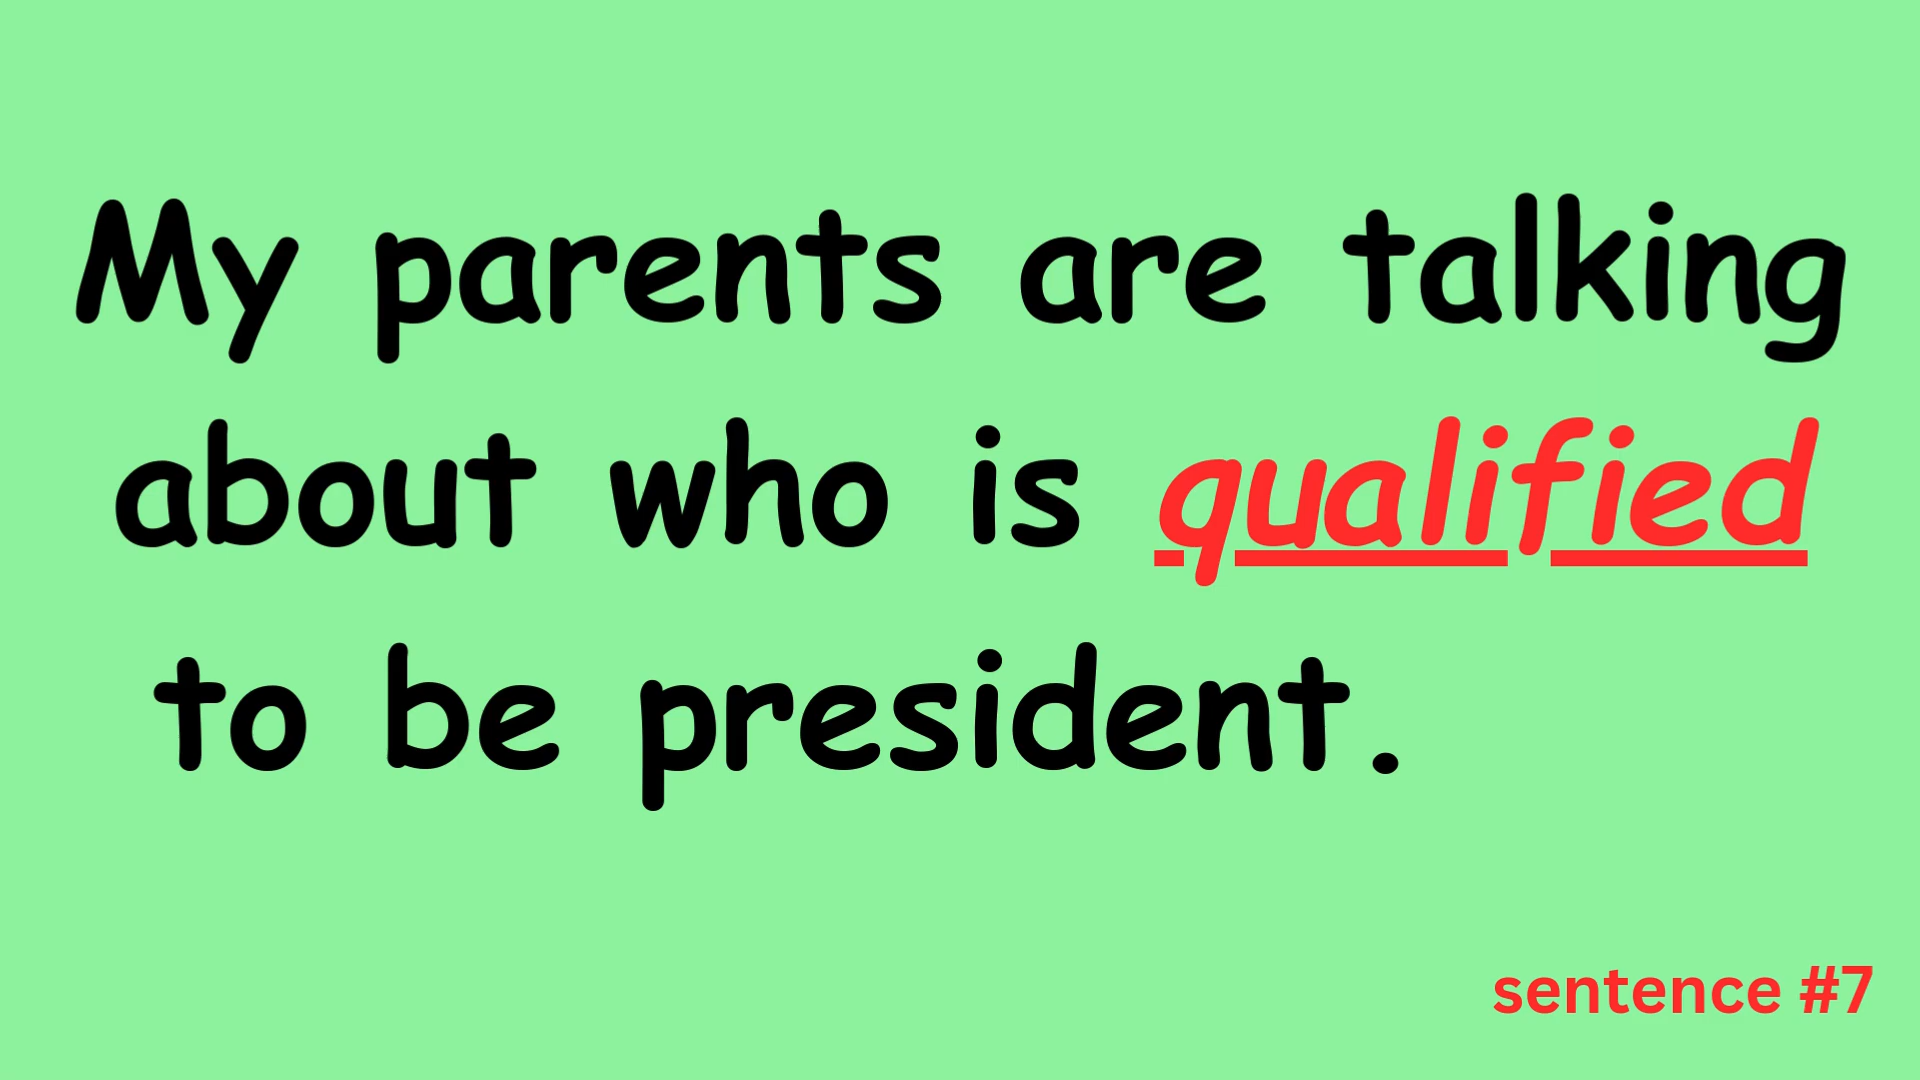 My parents are talking
about who is qualified
to be president.
sentence #7